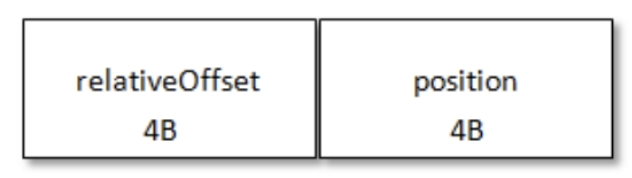 relativeOffset
4B
position
4B